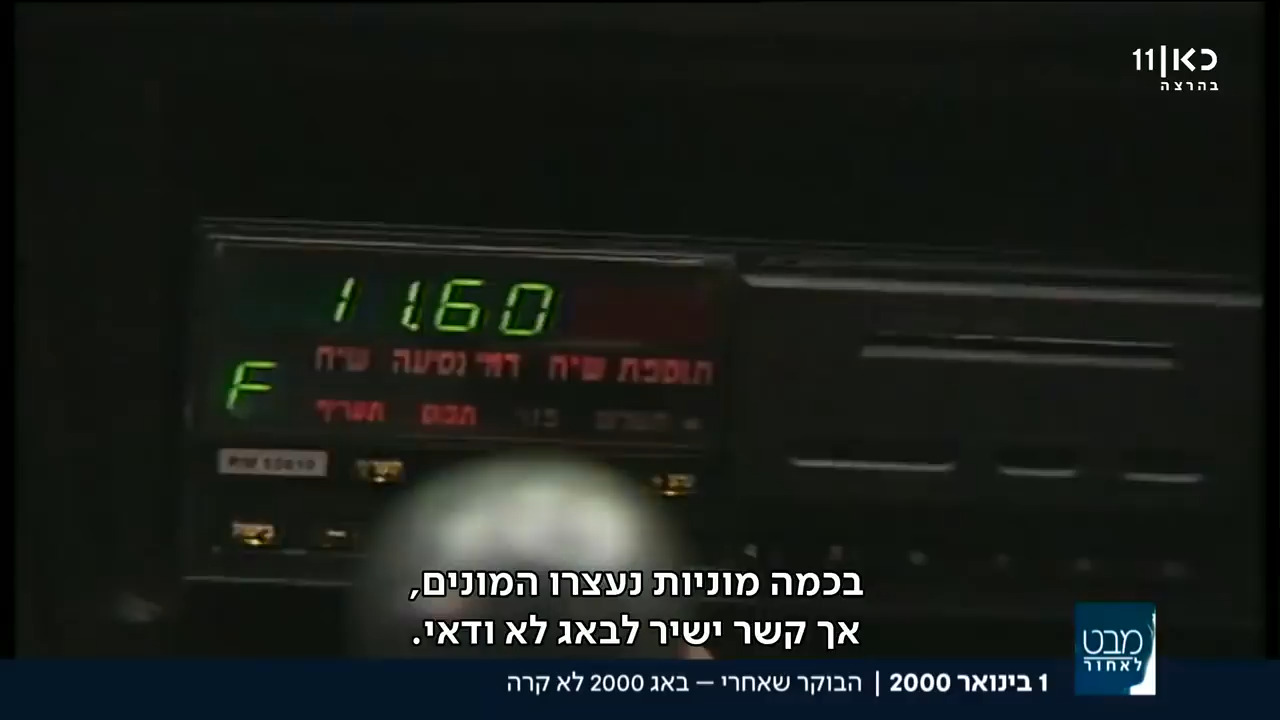 כאן 11
בהרצה
11.60
תוספת ש״ח דמי נסיעה ש״ח
F
תעריף
בכמה מוניות נעצרו המונים,
אך קשר ישיר לבאג לא ודאי.
מבט
לאחור
1 בינואר 2000 | הבוקר שאחרי – באג 2000 לא קרה